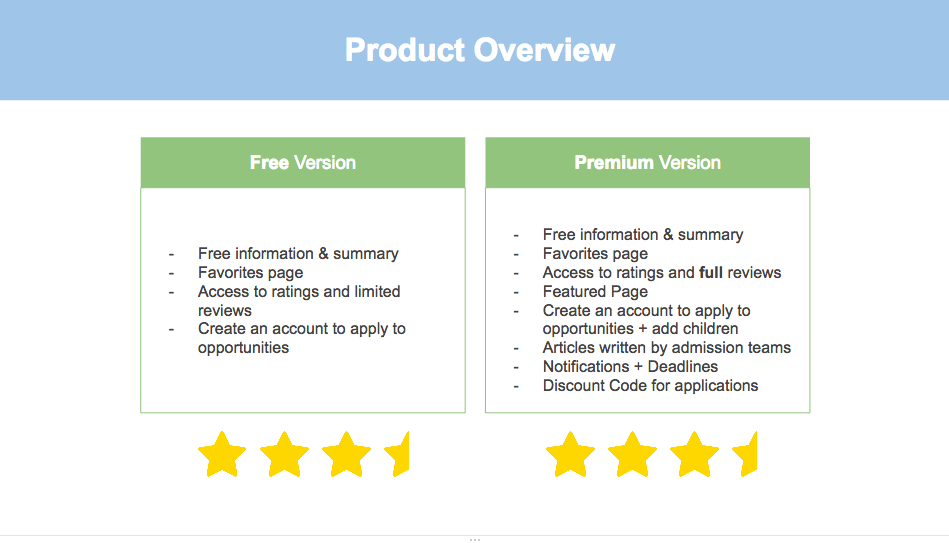 Product Overview
Free Version
- Free information & summary
- Favorites page
- Access to ratings and limited
reviews
- Create an account to apply to
opportunities
Premium Version
- Free information & summary
- Favorites page
- Access to ratings and full reviews
- Featured Page
- Create an account to apply to
opportunities + add children
- Articles written by admission teams
- Notifications + Deadlines
- Discount Code for applications